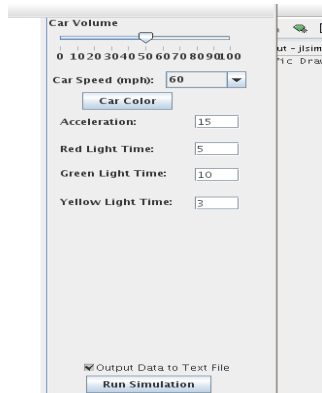 Car Volume
ut - jlsim
0 10 20 30 40 50 60 70 80 90 100
Car Speed (mph): 60
Car Color
Acceleration: 15
Red Light Time: 5
Green Light Time: 10
Yellow Light Time: 3
Output Data to Text File
Run Simulation